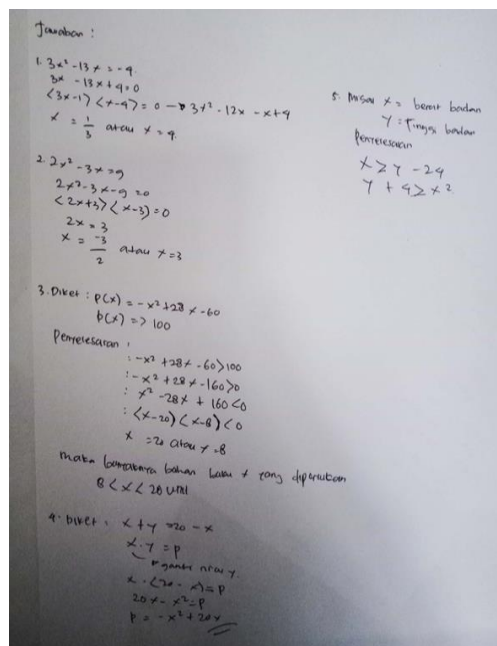 Jawaban :
1. 3x² - 13x = -4
3x - 13x + 4 = 0
(3x-1) (x-4) = 0 → 3x² - 12x - x + 4
x = 1/3 atau x = 4.
2. 2x² - 3x = 9
2x² - 3x - 9 = 0
(2x+3) (x-3) = 0
2x = 3
x = -3/2 atau x = 3
3. Diket : p(x) = -x² + 28x - 60
p(x) => 100
Penyelesaian :
: -x² + 28x - 60 > 100
: -x² + 28x - 160 > 0
: x² - 28x + 160 < 0
: (x-20) (x-8) < 0
x = 20 atau x = 8
maka banyaknya bahan baku x yang diperlukan
8 < x < 20 unit
4. Diket : x + y = 20 - x
x . y = p
ganti nilai y.
x . (20 - x) = p
20x - x² = p
p = -x² + 20x
5. misal x = berat badan
y = Tinggi badan
Penyelesaian
x ≥ y - 24
y + 4 ≥ x²